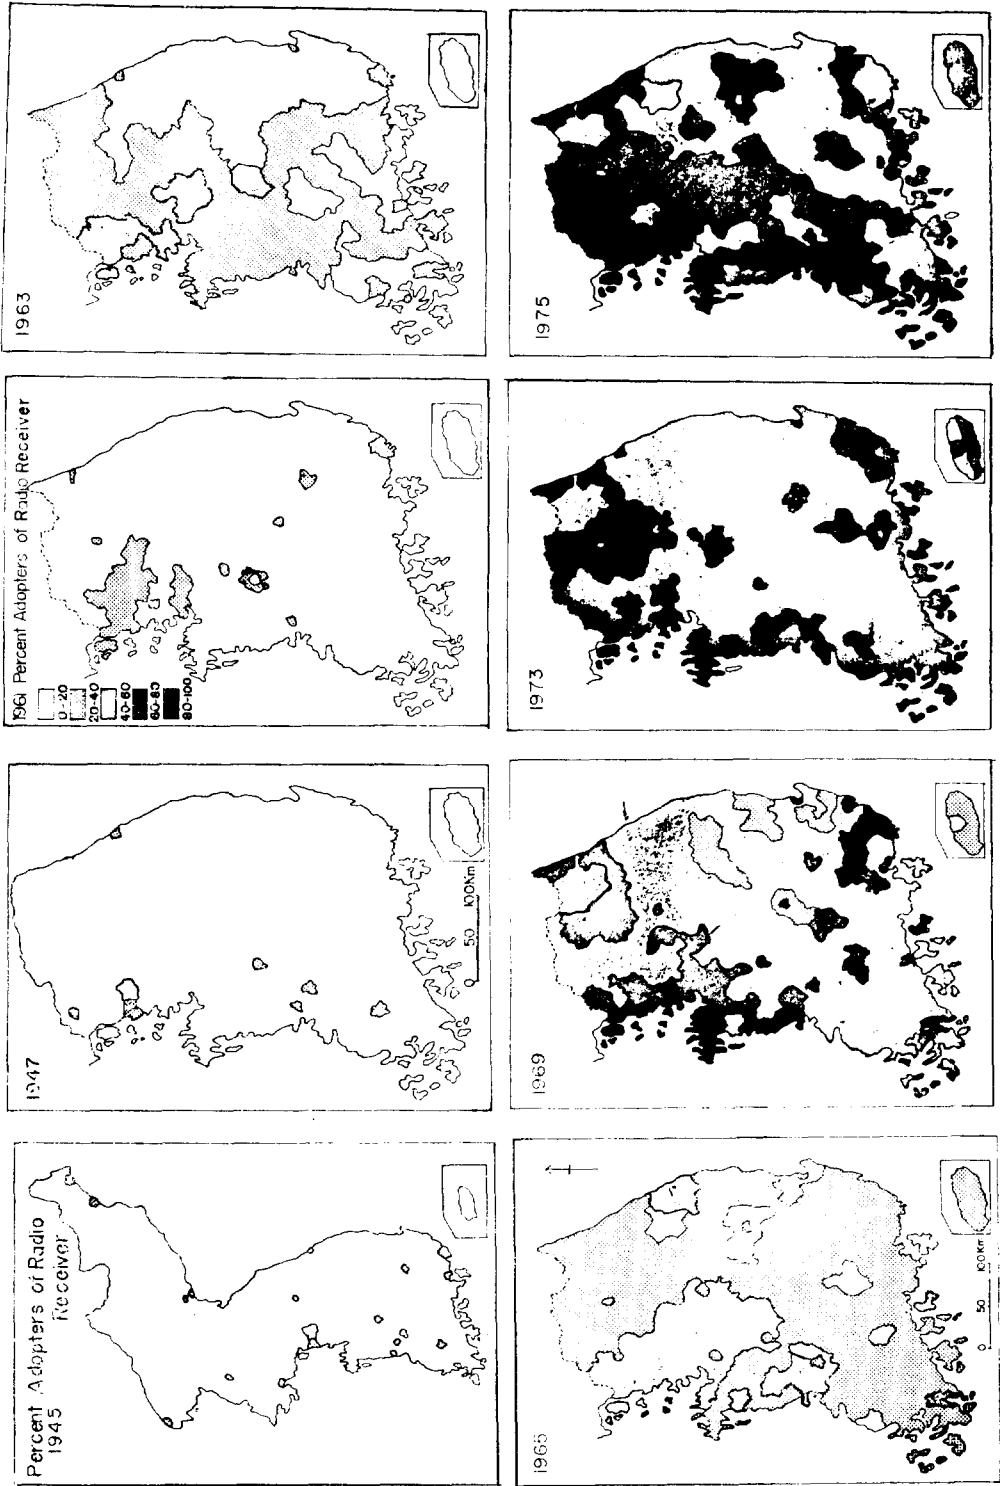 1963
1975
1961 Percent Adopters of Radio Receiver
0-20
20-40
40-60
60-80
80-100
1973
1947
0 50 100Km
1969
Percent Adopters of Radio
Receiver
1945
1965
0 50 100Km